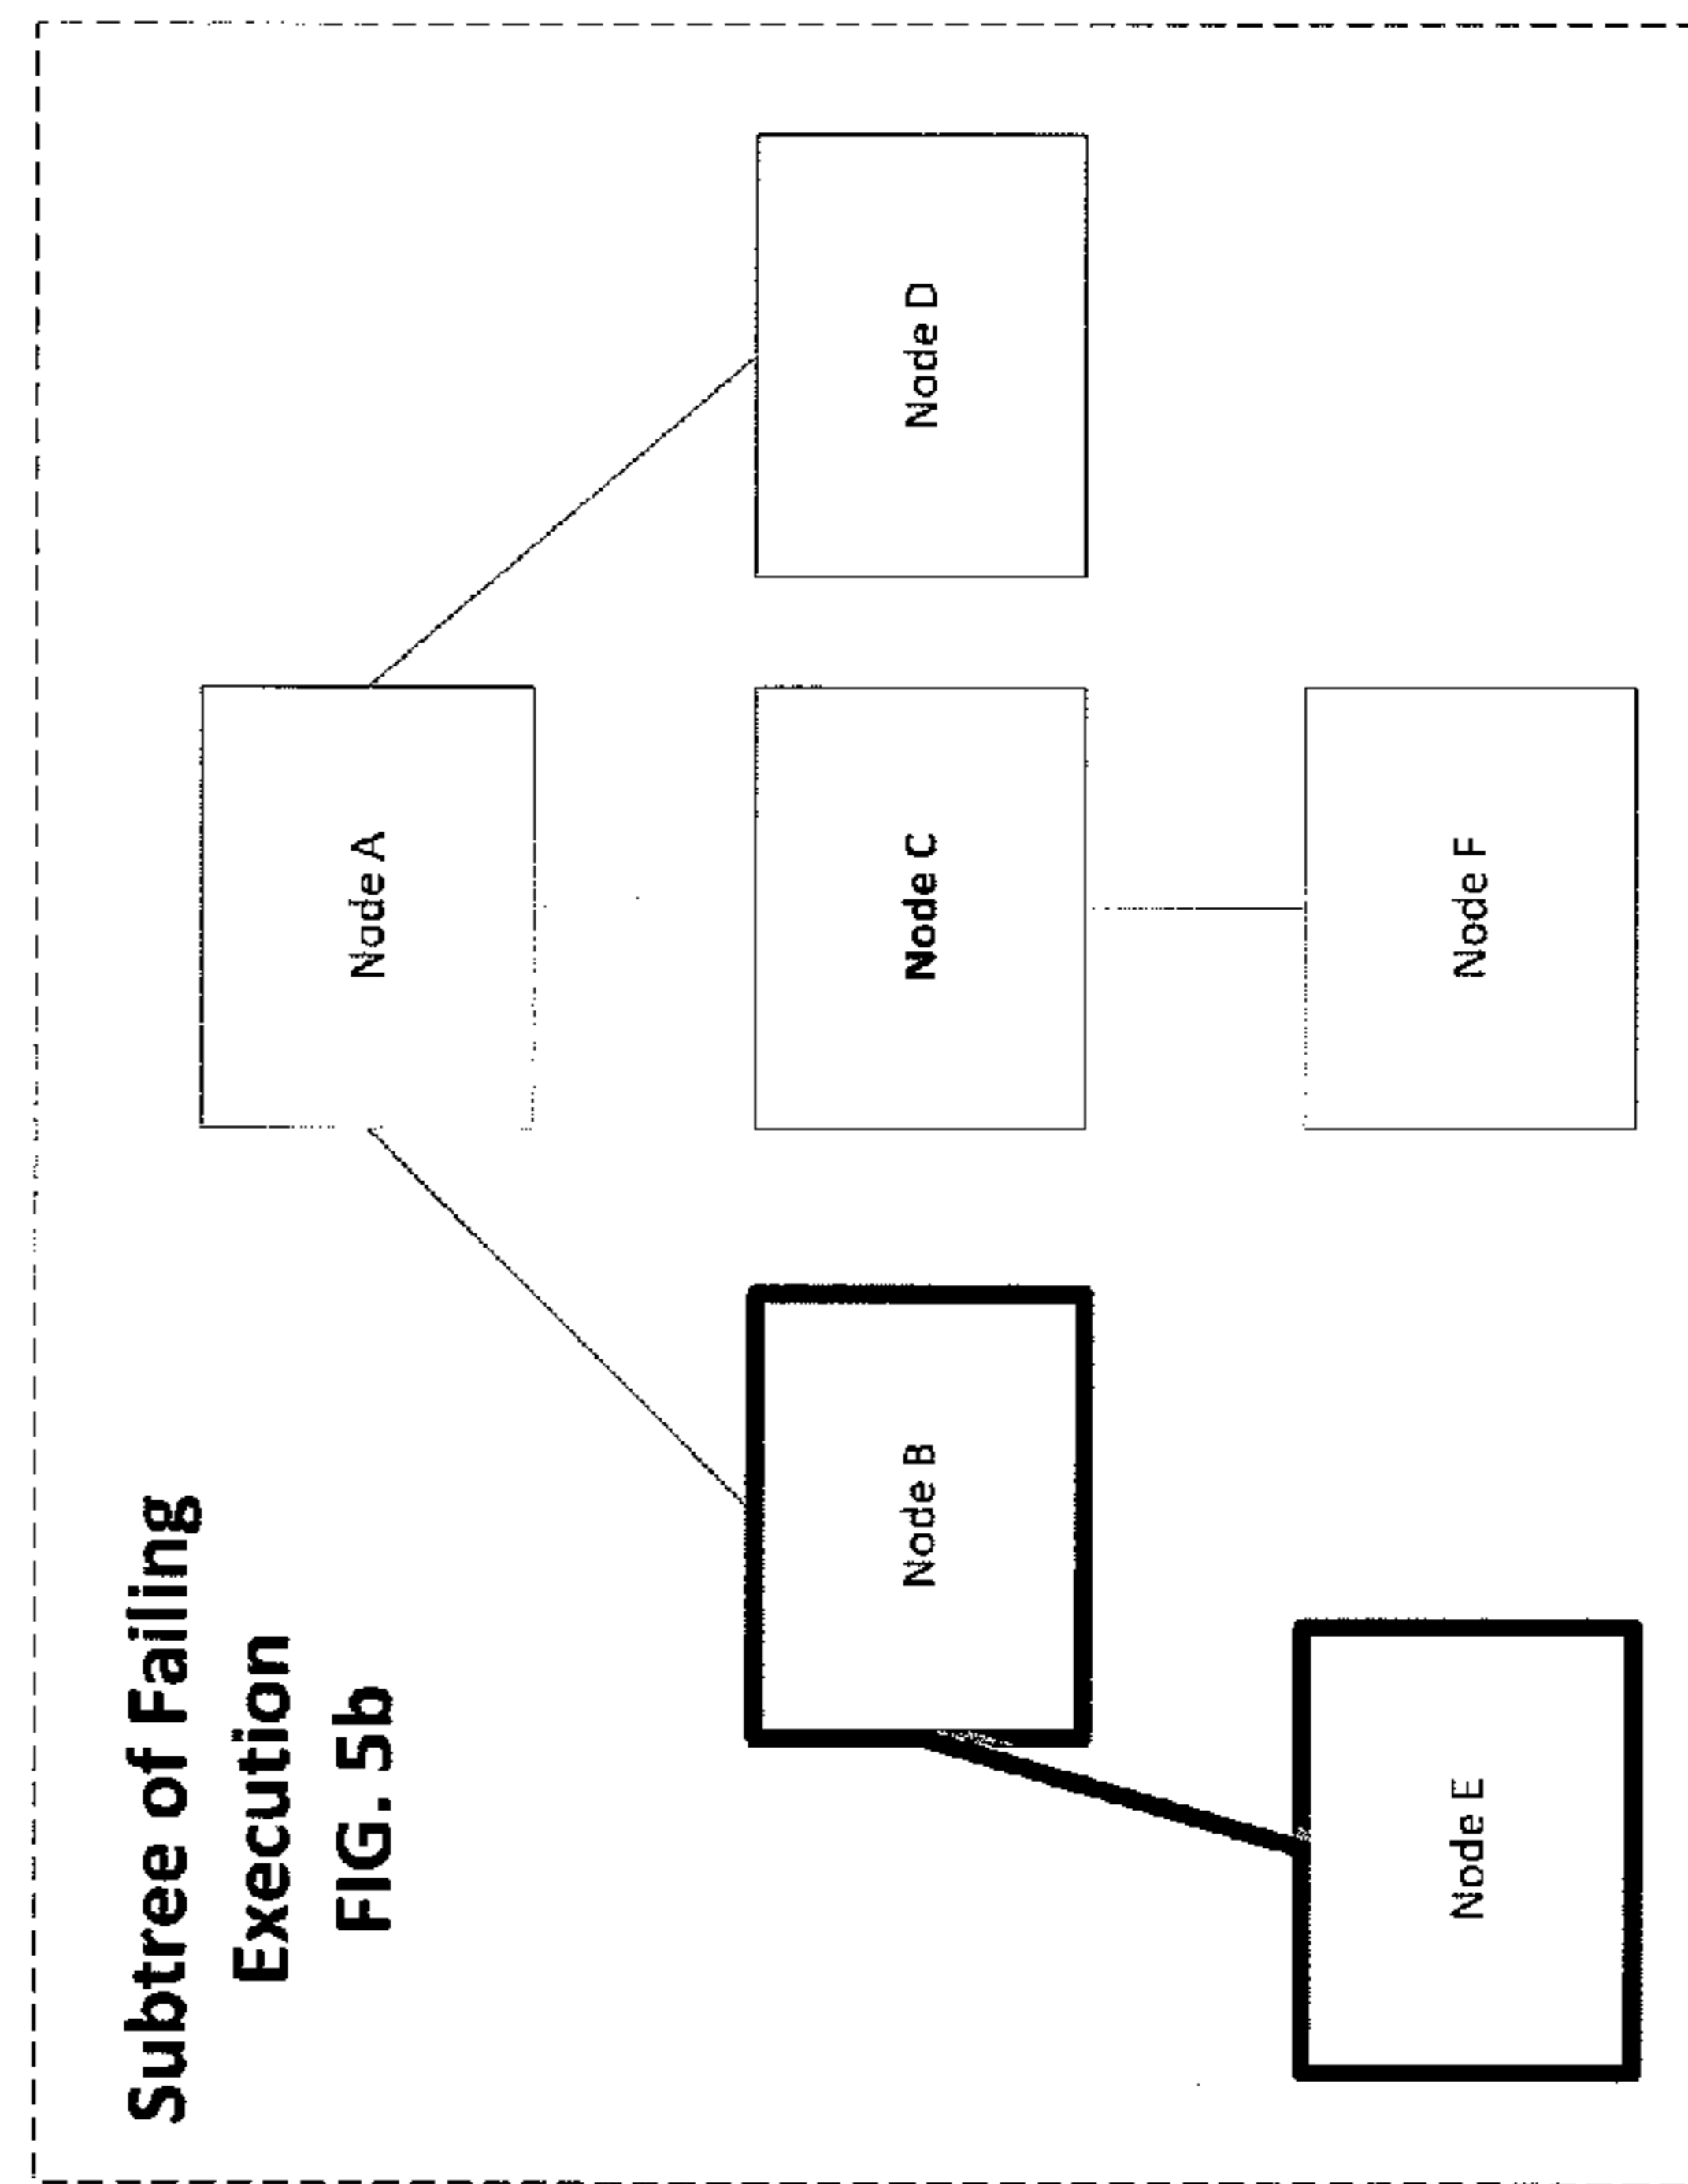 Subtree of Failing
Execution
FIG. 5b
Node A
Node B
Node C
Node D
Node E
Node F